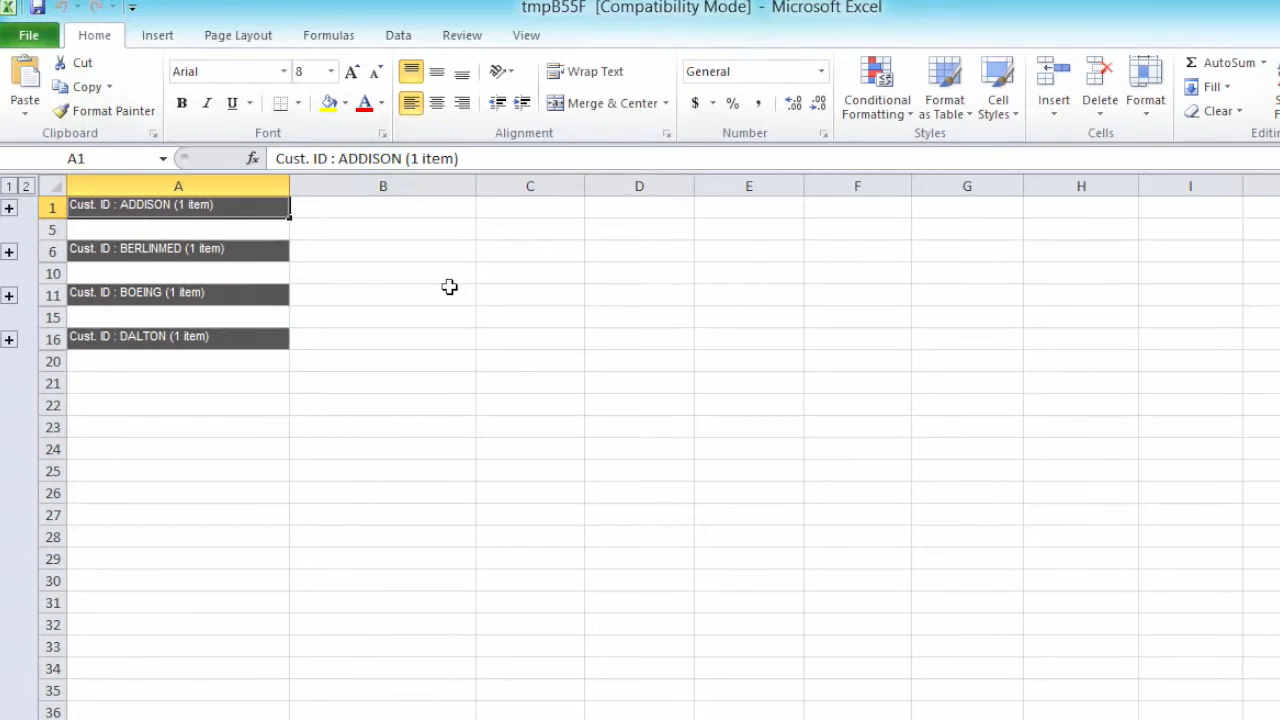 tmpB55F [Compatibility Mode] - Microsoft Excel
File Home Insert Page Layout Formulas Data Review View
Paste
Cut
Copy
Format Painter
Clipboard
Arial 8
B I U
Font
Wrap Text
Merge & Center
Alignment
General
$ % ,
Number
Conditional Formatting
Format as Table
Cell Styles
Styles
Insert
Delete
Format
Cells
Σ AutoSum
Fill
Clear
Editin
A1 fx Cust. ID : ADDISON (1 item)
1 2 A B C D E F G H I
1 Cust. ID : ADDISON (1 item)
5
6 Cust. ID : BERLINMED (1 item)
10
11 Cust. ID : BOEING (1 item)
15
16 Cust. ID : DALTON (1 item)
20
21
22
23
24
25
26
27
28
29
30
31
32
33
34
35
36